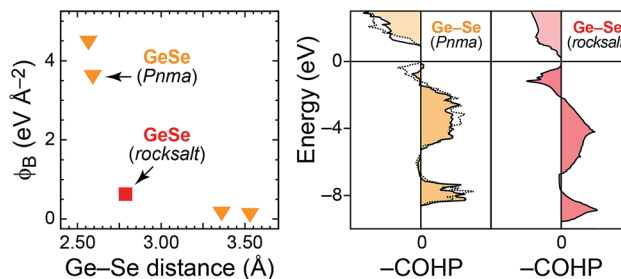 ϕB (eV Å–2)
4
2
0
GeSe
(Pnma)
GeSe
(rocksalt)
2.50
3.00
3.50
Ge–Se distance (Å)
Energy (eV)
0
−4
−8
Ge–Se
(Pnma)
Ge–Se
(rocksalt)
0
0
–COHP
–COHP